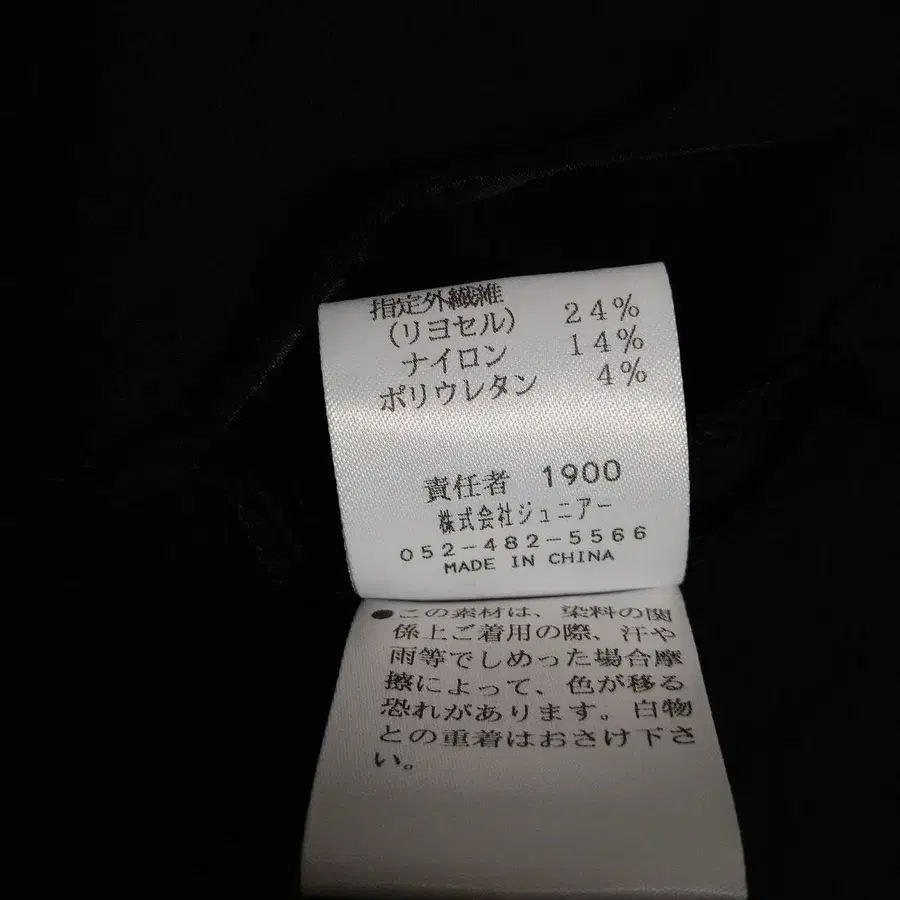 指定外繊維
(リヨセル) 24%
ナイロン 14%
ポリウレタン 4%
責任者 1900
株式会社ジュニアー
052-482-5566
MADE IN CHINA
●この素材は、染料の関
係上ご着用の際、汗や
雨等でしめった場合摩
擦によって、色が移る
恐れがあります。白物
との重着はおさけ下さ
い。